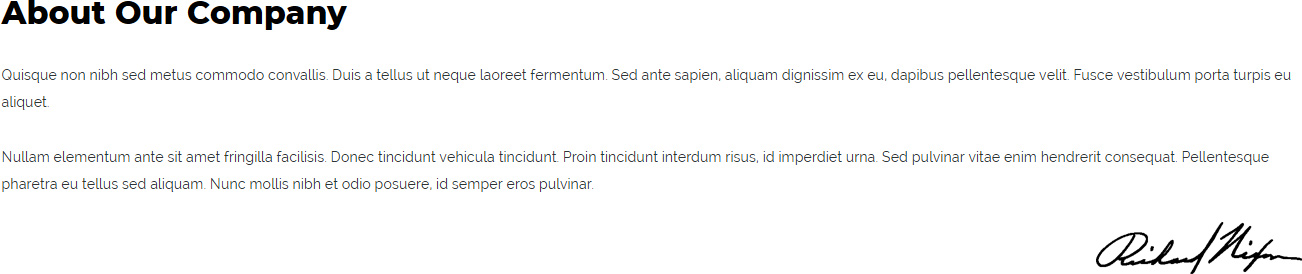 About Our Company
Quisque non nibh sed metus commodo convallis. Duis a tellus ut neque laoreet fermentum. Sed ante sapien, aliquam dignissim ex eu, dapibus pellentesque velit. Fusce vestibulum porta turpis eu
aliquet.
Nullam elementum ante sit amet fringilla facilisis. Donec tincidunt vehicula tincidunt. Proin tincidunt interdum risus, id imperdiet urna. Sed pulvinar vitae enim hendrerit consequat. Pellentesque
pharetra eu tellus sed aliquam. Nunc mollis nibh et odio posuere, id semper eros pulvinar.
Richard Nixon